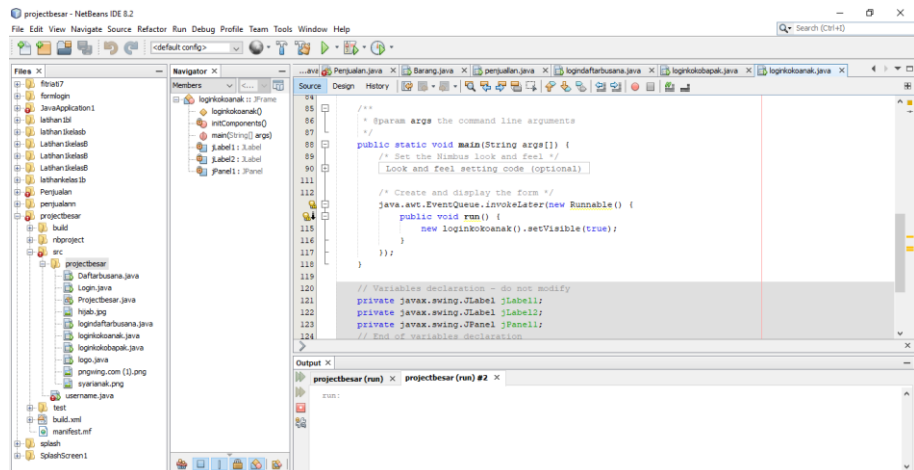 projectbesar - NetBeans IDE 8.2
File Edit View Navigate Source Refactor Run Debug Profile Team Tools Window Help
Search (Ctrl+I)
<default config>
Files
fitriati7
formlogin
JavaApplication1
latihan1bl
latihan1kelasb
Latihan1kelasB
Latihan1kelasB
latihankelas1b
Penjualan
penjualann
projectbesar
build
nbproject
src
projectbesar
Daftarbusana.java
Login.java
Projectbesar.java
hijab.jpg
logindaftarbusana.java
loginkokoanak.java
loginkokobapak.java
logo.java
pngwing.com (1).png
syarianak.png
username.java
test
build.xml
manifest.mf
splash
SplashScreen1
Navigator
Members
<...
loginkokoanak :: JFrame
loginkokoanak()
initComponents()
main(String[] args)
jLabel1 : JLabel
jLabel2 : JLabel
jPanel1 : JPanel
...ava Penjualan.java Barang.java penjuallan.java logindaftarbusana.java loginkokobapak.java loginkokoanak.java
Source Design History
84
85 /**
86 * @param args the command line arguments
87 */
88 public static void main(String args[]) {
89 /* Set the Nimbus look and feel */
90 Look and feel setting code (optional)
111
112 /* Create and display the form */
java.awt.EventQueue.invokeLater(new Runnable() {
public void run() {
115 new loginkokoanak().setVisible(true);
116 }
117 });
118 }
119
120 // Variables declaration - do not modify
121 private javax.swing.JLabel jLabel1;
122 private javax.swing.JLabel jLabel2;
123 private javax.swing.JPanel jPanel1;
124 // End of variables declaration
Output
projectbesar (run) projectbesar (run) #2
run: